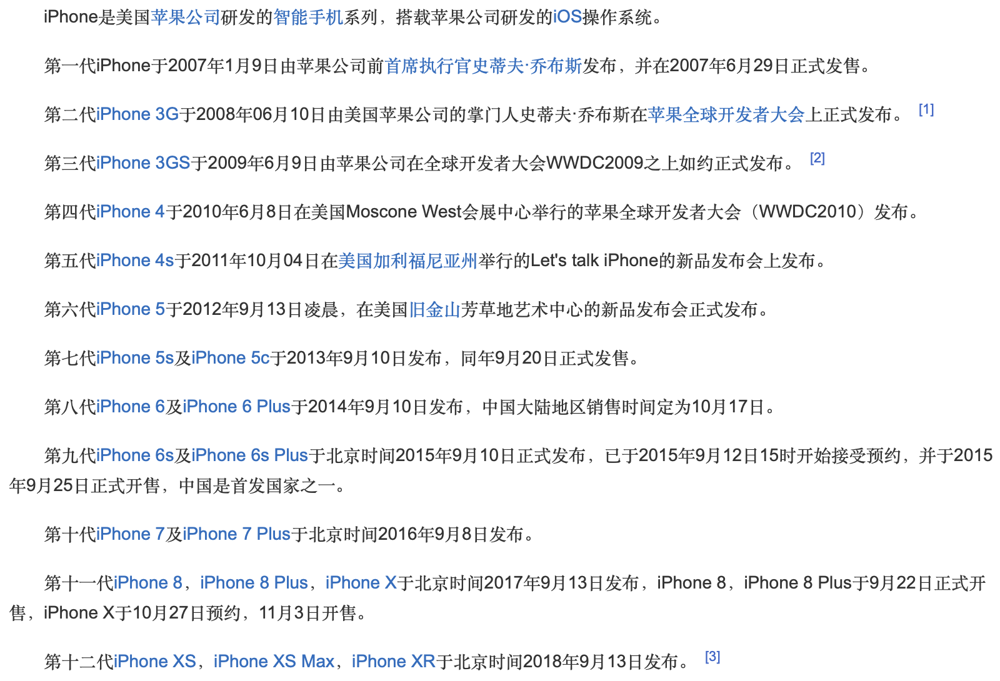 iPhone是美国苹果公司研发的智能手机系列，搭载苹果公司研发的iOS操作系统。
第一代iPhone于2007年1月9日由苹果公司前首席执行官史蒂夫·乔布斯发布，并在2007年6月29日正式发售。
第二代iPhone 3G于2008年06月10日由美国苹果公司的掌门人史蒂夫·乔布斯在苹果全球开发者大会上正式发布。 [1]
第三代iPhone 3GS于2009年6月9日由苹果公司在全球开发者大会WWDC2009之上如约正式发布。 [2]
第四代iPhone 4于2010年6月8日在美国Moscone West会展中心举行的苹果全球开发者大会（WWDC2010）发布。
第五代iPhone 4s于2011年10月04日在美国加利福尼亚州举行的Let's talk iPhone的新品发布会上发布。
第六代iPhone 5于2012年9月13日凌晨，在美国旧金山芳草地艺术中心的新品发布会正式发布。
第七代iPhone 5s及iPhone 5c于2013年9月10日发布，同年9月20日正式发售。
第八代iPhone 6及iPhone 6 Plus于2014年9月10日发布，中国大陆地区销售时间定为10月17日。
第九代iPhone 6s及iPhone 6s Plus于北京时间2015年9月10日正式发布，已于2015年9月12日15时开始接受预约，并于2015
年9月25日正式开售，中国是首发国家之一。
第十代iPhone 7及iPhone 7 Plus于北京时间2016年9月8日发布。
第十一代iPhone 8，iPhone 8 Plus，iPhone X于北京时间2017年9月13日发布，iPhone 8，iPhone 8 Plus于9月22日正式开
售，iPhone X于10月27日预约，11月3日开售。
第十二代iPhone XS，iPhone XS Max，iPhone XR于北京时间2018年9月13日发布。 [3]